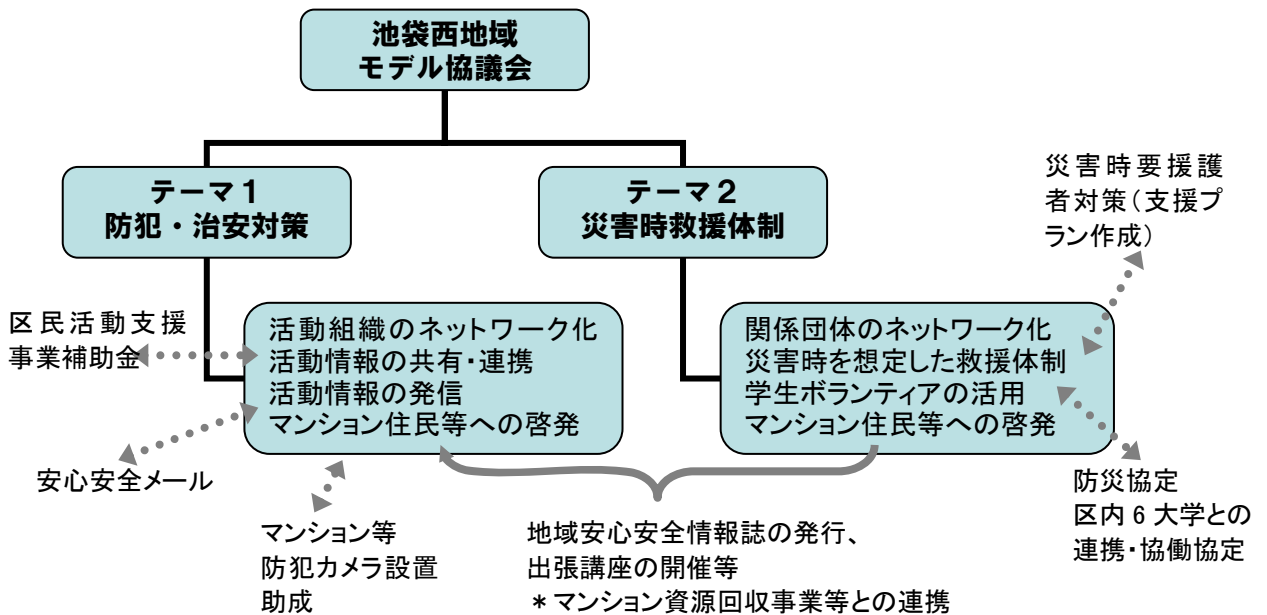 池袋西地域
モデル協議会
テーマ1
防犯・治安対策
テーマ2
災害時救援体制
災害時要援護
者対策(支援プ
ラン作成)
区民活動支援
事業補助金
活動組織のネットワーク化
活動情報の共有・連携
活動情報の発信
マンション住民等への啓発
関係団体のネットワーク化
災害時を想定した救援体制
学生ボランティアの活用
マンション住民等への啓発
安心安全メール
マンション等
防犯カメラ設置
助成
地域安心安全情報誌の発行、
出張講座の開催等
＊マンション資源回収事業等との連携
防災協定
区内6大学との
連携・協働協定